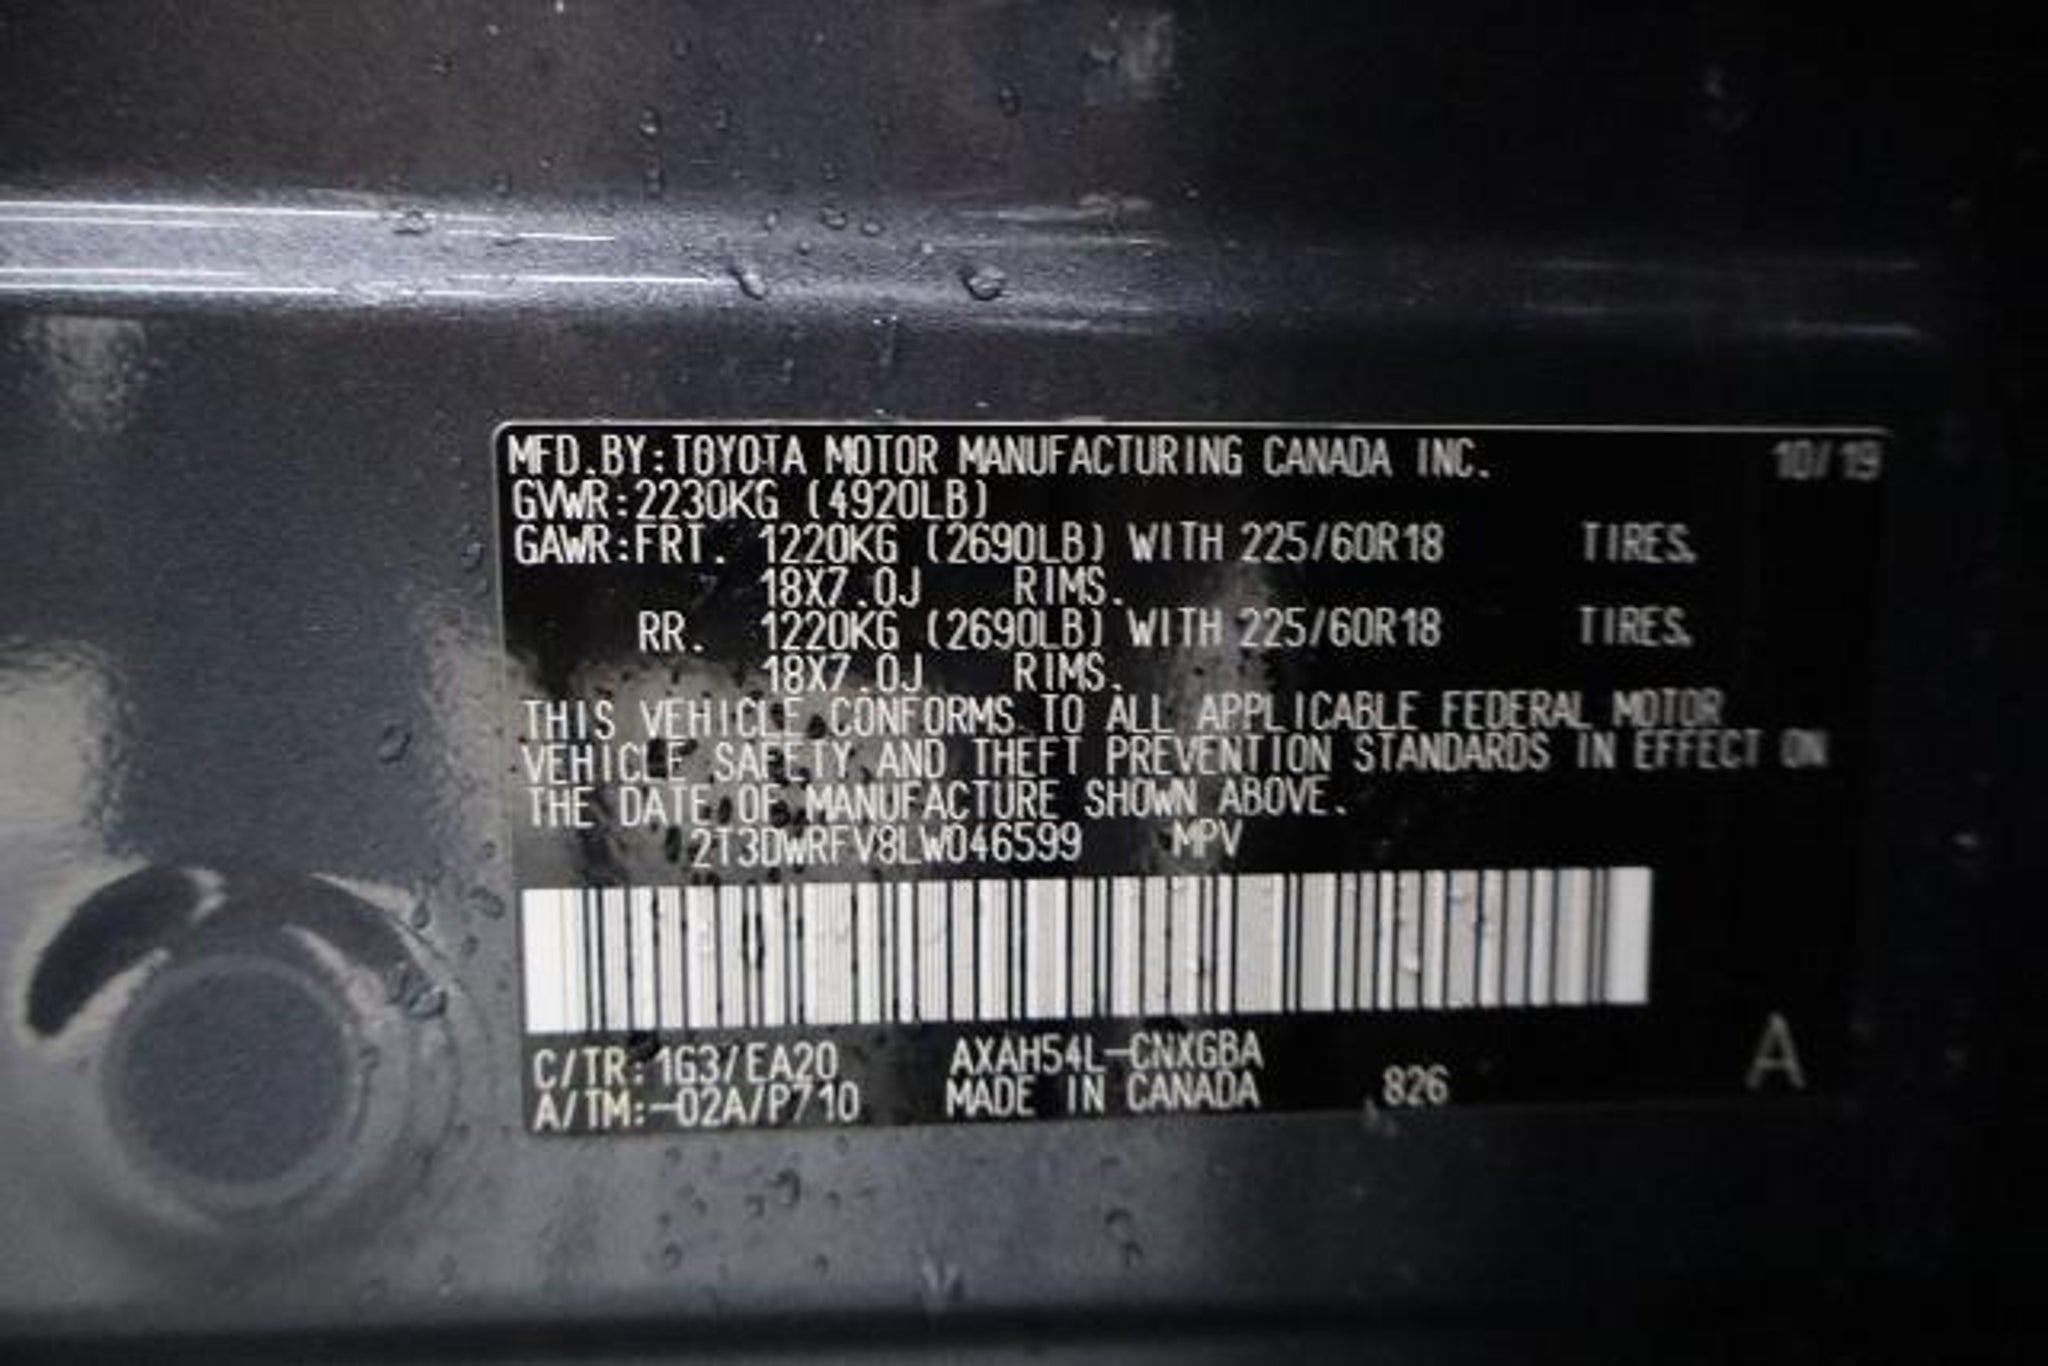 MFD.BY:TOYOTA MOTOR MANUFACTURING CANADA INC. 10/19
GVWR:2230KG (4920LB)
GAWR:FRT. 1220KG (2690LB) WITH 225/60R18 TIRES,
18X7.0J RIMS.
RR. 1220KG (2690LB) WITH 225/60R18 TIRES,
18X7.0J RIMS.
THIS VEHICLE CONFORMS TO ALL APPLICABLE FEDERAL MOTOR
VEHICLE SAFETY AND THEFT PREVENTION STANDARDS IN EFFECT ON
THE DATE OF MANUFACTURE SHOWN ABOVE.
2T3DWRFV8LW046599 MPV
C/TR:1G3/EA20 AXAH54L-CNXGBA
A/TM:-02A/P710 MADE IN CANADA 826 A